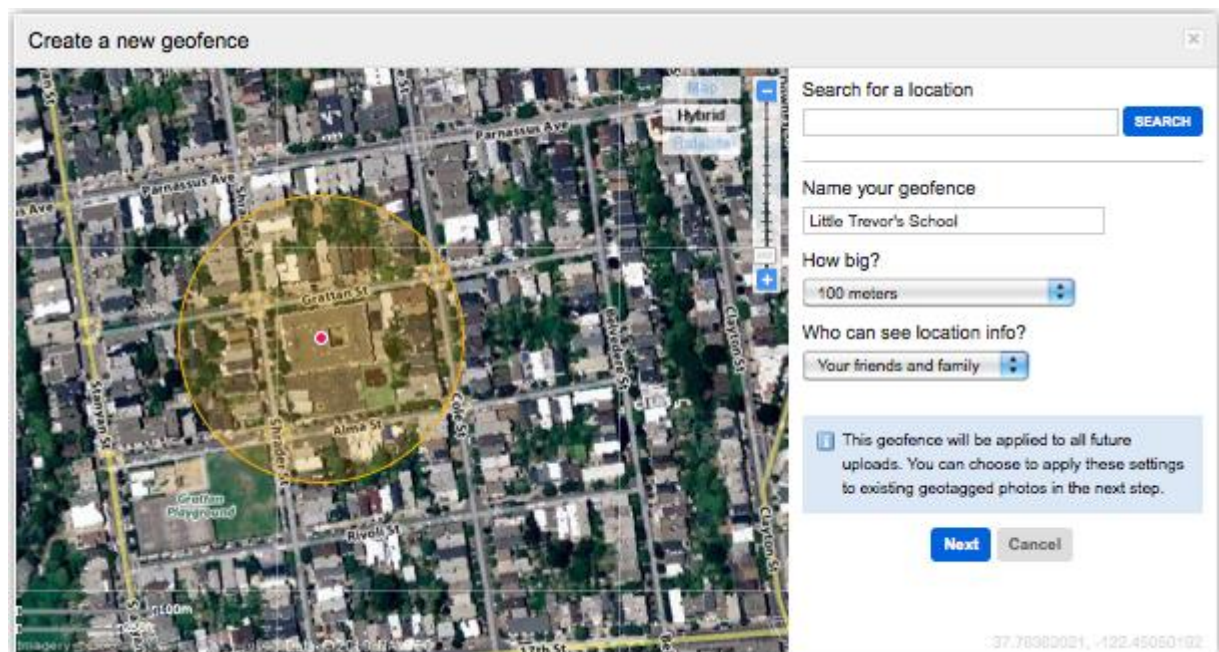 Create a new geofence
Map
Hybrid
Satellite
Parnassus Ave
Parnassus Ave
Shrader St
Grattan St
Belvedere St
Clayton St
Stanyan St
Cole St
Alma St
Shrader St
Grattan
Playground
Rivoli St
Clayton St
100m
17th St
Search for a location
SEARCH
Name your geofence
Little Trevor's School
How big?
100 meters
Who can see location info?
Your friends and family
This geofence will be applied to all future
uploads. You can choose to apply these settings
to existing geotagged photos in the next step.
Next
Cancel